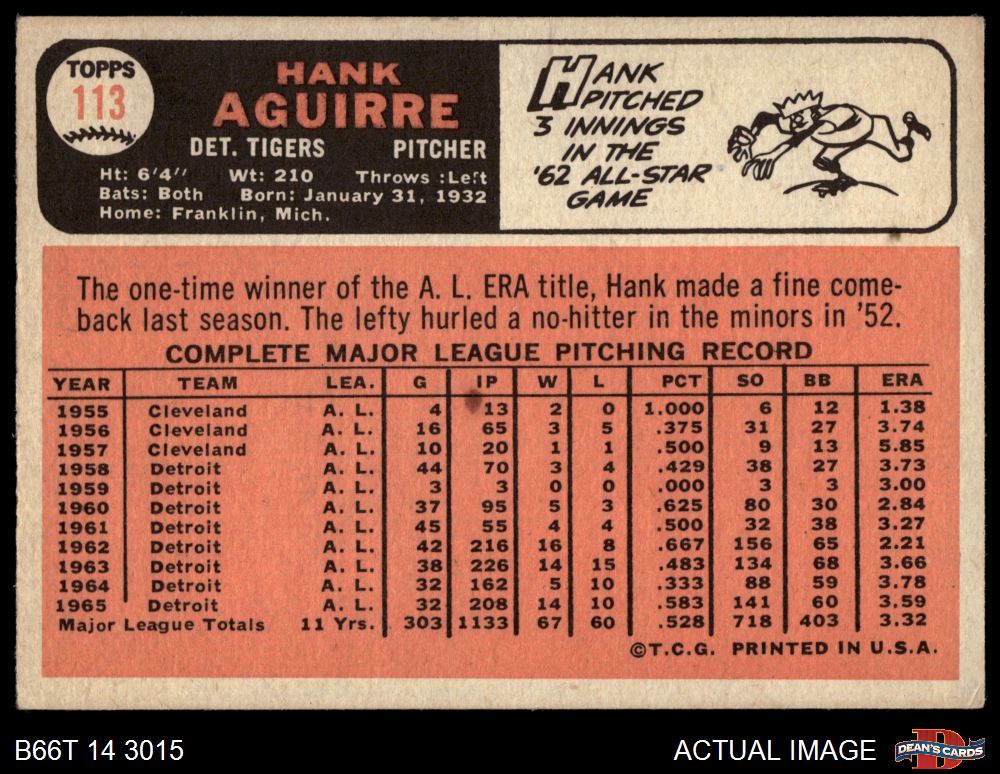 TOPPS
113
HANK
AGUIRRE
DET. TIGERS PITCHER
Ht: 6'4" Wt: 210 Throws :Left
Bats: Both Born: January 31, 1932
Home: Franklin, Mich.
HANK
PITCHED
3 INNINGS
IN THE
'62 ALL-STAR
GAME
The one-time winner of the A. L. ERA title, Hank made a fine come-
back last season. The lefty hurled a no-hitter in the minors in '52.
COMPLETE MAJOR LEAGUE PITCHING RECORD
YEAR TEAM LEA. G IP W L PCT SO BB ERA
1955 Cleveland A. L. 4 13 2 0 1.000 6 12 1.38
1956 Cleveland A. L. 16 65 3 5 .375 31 27 3.74
1957 Cleveland A. L. 10 20 1 1 .500 9 13 5.85
1958 Detroit A. L. 44 70 3 4 .429 38 27 3.73
1959 Detroit A. L. 3 3 0 0 .000 3 3 3.00
1960 Detroit A. L. 37 95 5 3 .625 80 30 2.84
1961 Detroit A. L. 45 55 4 4 .500 32 38 3.27
1962 Detroit A. L. 42 216 16 8 .667 156 65 2.21
1963 Detroit A. L. 38 226 14 15 .483 134 68 3.66
1964 Detroit A. L. 32 162 5 10 .333 88 59 3.78
1965 Detroit A. L. 32 208 14 10 .583 141 60 3.59
Major League Totals 11 Yrs. 303 1133 67 60 .528 718 403 3.32
©T.C.G. PRINTED IN U.S.A.
B66T 14 3015 ACTUAL IMAGE DEAN'S CARDS